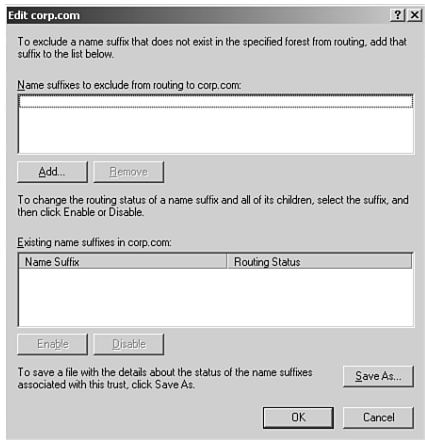 Edit corp.com
To exclude a name suffix that does not exist in the specified forest from routing, add that
suffix to the list below.
Name suffixes to exclude from routing to corp.com:
Add...
Remove
To change the routing status of a name suffix and all of its children, select the suffix, and
then click Enable or Disable.
Existing name suffixes in corp.com:
Name Suffix
Routing Status
Enable
Disable
To save a file with the details about the status of the name suffixes
associated with this trust, click Save As.
Save As...
OK
Cancel